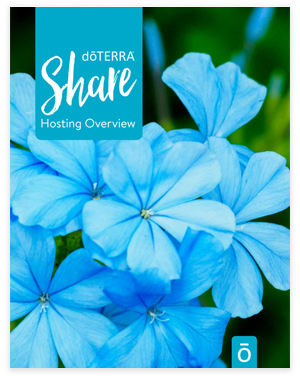 dōTERRA
Share
Hosting Overview
ō